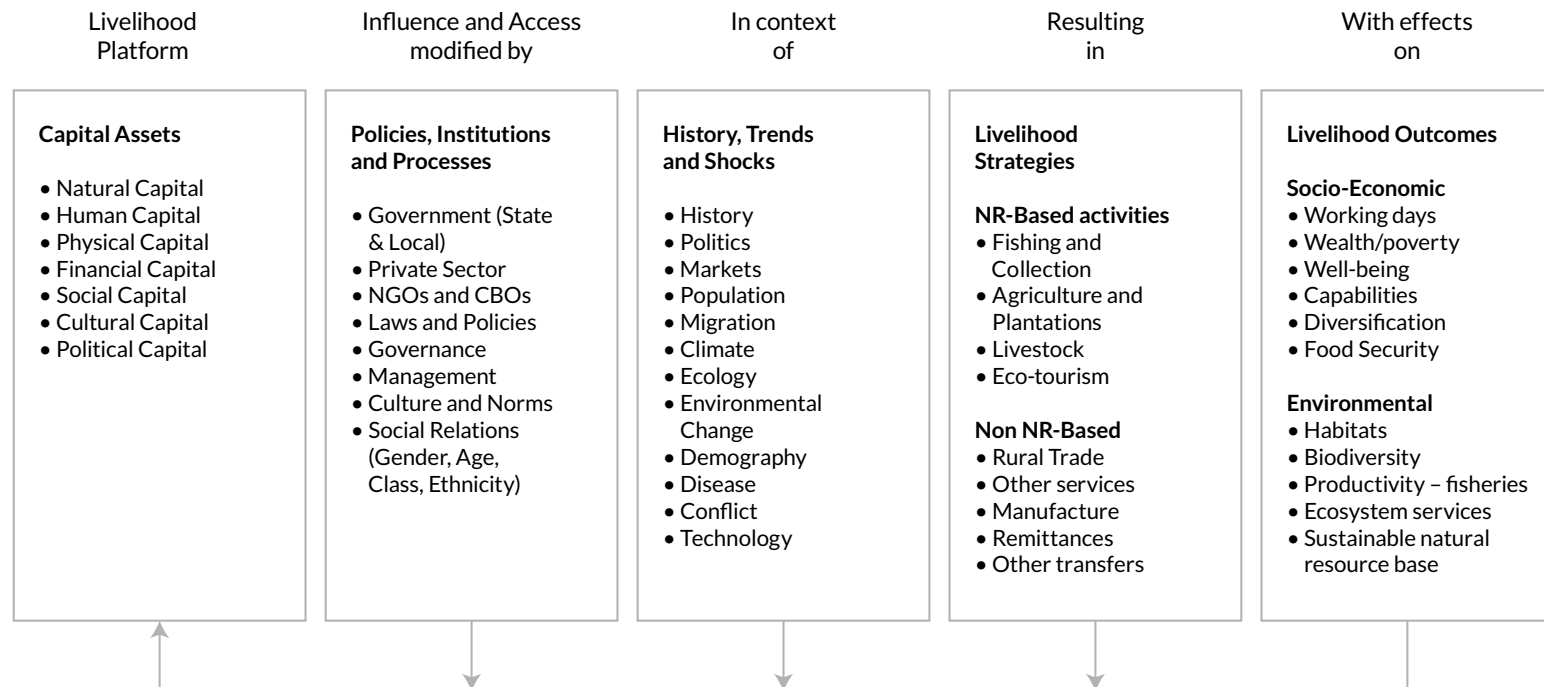 Livelihood
Platform
Influence and Access
modified by
In context
of
Resulting
in
With effects
on
Capital Assets
• Natural Capital
• Human Capital
• Physical Capital
• Financial Capital
• Social Capital
• Cultural Capital
• Political Capital
Policies, Institutions
and Processes
• Government (State
& Local)
• Private Sector
• NGOs and CBOs
• Laws and Policies
• Governance
• Management
• Culture and Norms
• Social Relations
(Gender, Age,
Class, Ethnicity)
History, Trends
and Shocks
• History
• Politics
• Markets
• Population
• Migration
• Climate
• Ecology
• Environmental
Change
• Demography
• Disease
• Conflict
• Technology
Livelihood
Strategies
NR-Based activities
• Fishing and
Collection
• Agriculture and
Plantations
• Livestock
• Eco-tourism
Non NR-Based
• Rural Trade
• Other services
• Manufacture
• Remittances
• Other transfers
Livelihood Outcomes
Socio-Economic
• Working days
• Wealth/poverty
• Well-being
• Capabilities
• Diversification
• Food Security
Environmental
• Habitats
• Biodiversity
• Productivity – fisheries
• Ecosystem services
• Sustainable natural
resource base